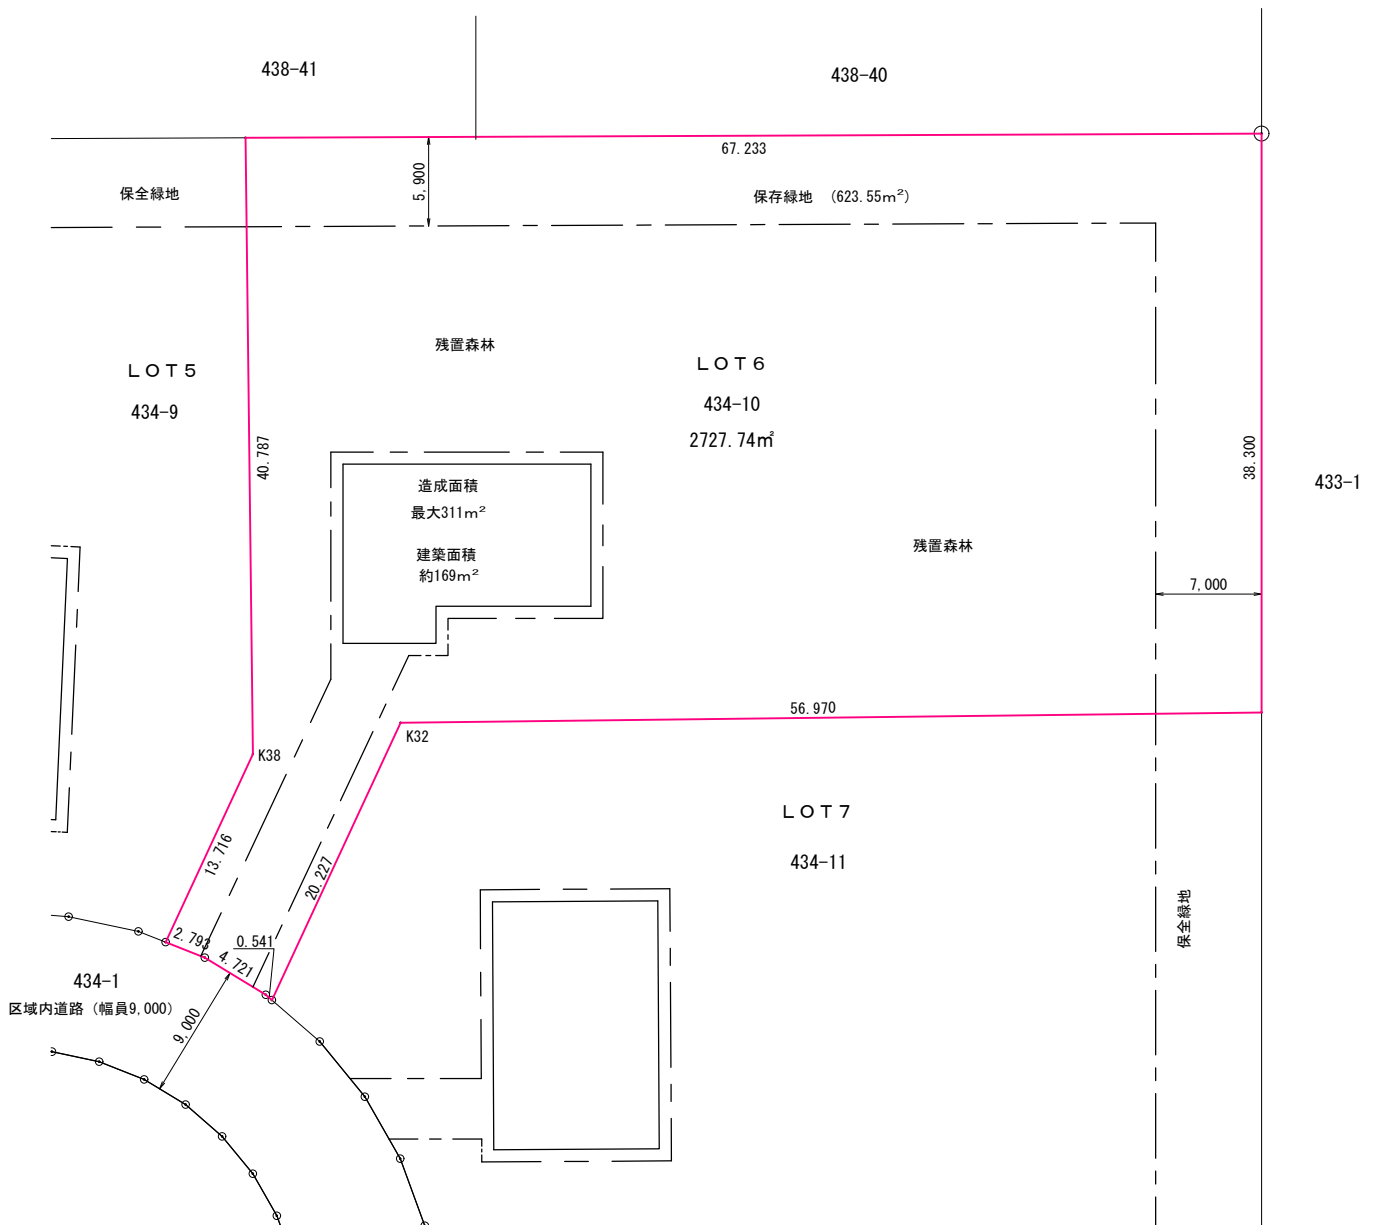 438-41
438-40
67.233
5,900
保全緑地
保存緑地 (623.55m²)
残置森林
LOT5
434-9
LOT6
434-10
2727.74㎡
40.787
38.300
433-1
造成面積
最大311m²
建築面積
約169m²
残置森林
7,000
56.970
K32
K38
LOT7
434-11
13.716
20.227
保全緑地
2.793
0.541
4.721
434-1
区域内道路 (幅員9,000)
9,000